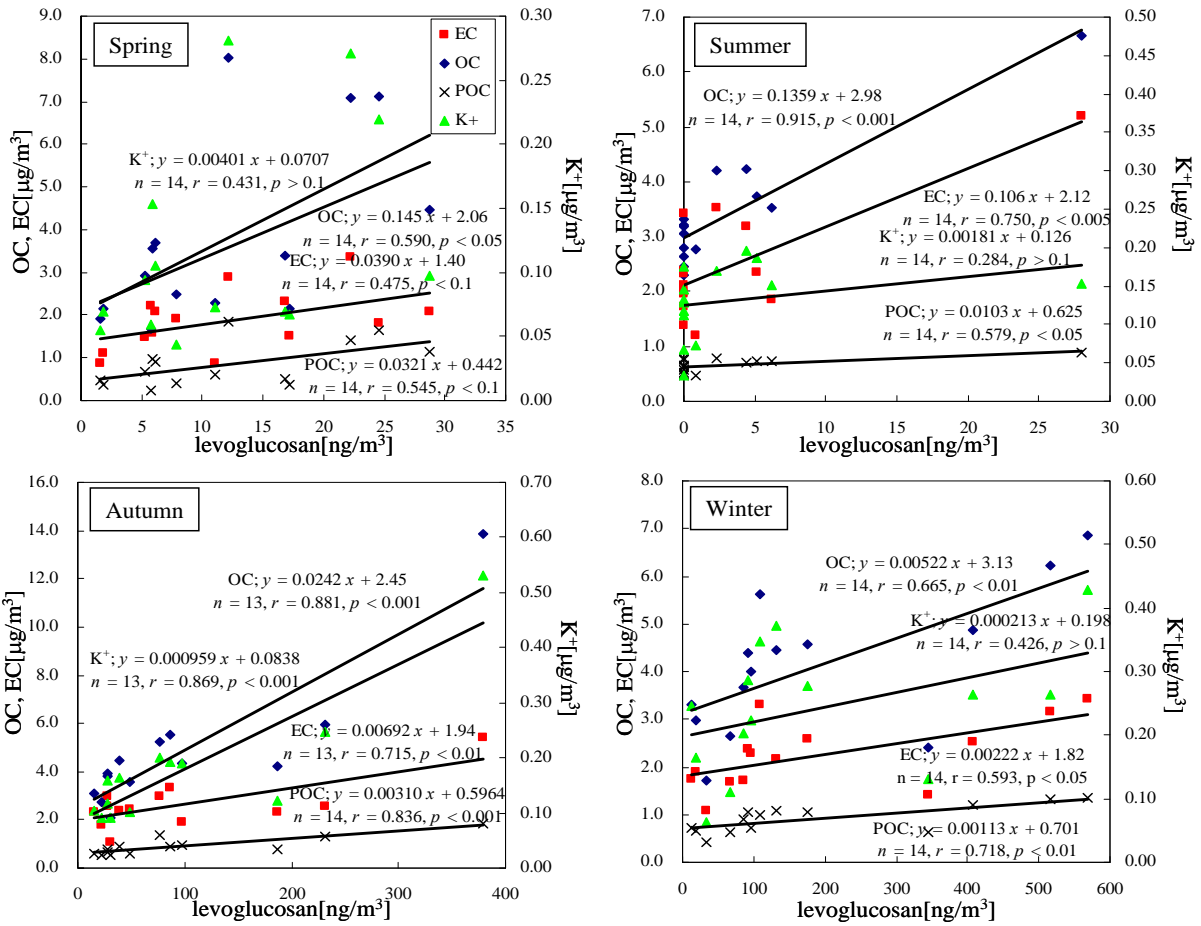 Spring
EC
OC
POC
K+
9.0
8.0
7.0
6.0
5.0
4.0
3.0
2.0
1.0
0.0
OC, EC[μg/m³]
0.30
0.25
0.20
0.15
0.10
0.05
0.00
K⁺[μg/m³]
K⁺; y = 0.00401 x + 0.0707
n = 14, r = 0.431, p > 0.1
OC; y = 0.145 x + 2.06
n = 14, r = 0.590, p < 0.05
EC; y = 0.0390 x + 1.40
n = 14, r = 0.475, p < 0.1
POC; y = 0.0321 x + 0.442
n = 14, r = 0.545, p < 0.1
0 5 10 15 20 25 30 35
levoglucosan[ng/m³]
Summer
7.0
6.0
5.0
4.0
3.0
2.0
1.0
0.0
OC, EC[μg/m³]
0.50
0.45
0.40
0.35
0.30
0.25
0.20
0.15
0.10
0.05
0.00
K⁺[μg/m³]
OC; y = 0.1359 x + 2.98
n = 14, r = 0.915, p < 0.001
EC; y = 0.106 x + 2.12
n = 14, r = 0.750, p < 0.005
K⁺; y = 0.00181 x + 0.126
n = 14, r = 0.284, p > 0.1
POC; y = 0.0103 x + 0.625
n = 14, r = 0.579, p < 0.05
0 5 10 15 20 25 30
levoglucosan[ng/m³]
Autumn
16.0
14.0
12.0
10.0
8.0
6.0
4.0
2.0
0.0
OC, EC[μg/m³]
0.70
0.60
0.50
0.40
0.30
0.20
0.10
0.00
K⁺[μg/m³]
OC; y = 0.0242 x + 2.45
n = 13, r = 0.881, p < 0.001
K⁺; y = 0.000959 x + 0.0838
n = 13, r = 0.869, p < 0.001
EC; y = 0.00692 x + 1.94
n = 13, r = 0.715, p < 0.01
POC; y = 0.00310 x + 0.5964
n = 14, r = 0.836, p < 0.001
0 100 200 300 400
levoglucosan[ng/m³]
Winter
8.0
7.0
6.0
5.0
4.0
3.0
2.0
1.0
0.0
OC, EC[μg/m³]
0.60
0.50
0.40
0.30
0.20
0.10
0.00
K⁺[μg/m³]
OC; y = 0.00522 x + 3.13
n = 14, r = 0.665, p < 0.01
K⁺; y = 0.000213 x + 0.198
n = 14, r = 0.426, p > 0.1
EC; y = 0.00222 x + 1.82
n = 14, r = 0.593, p < 0.05
POC; y = 0.00113 x + 0.701
n = 14, r = 0.718, p < 0.01
0 100 200 300 400 500 600
levoglucosan[ng/m³]